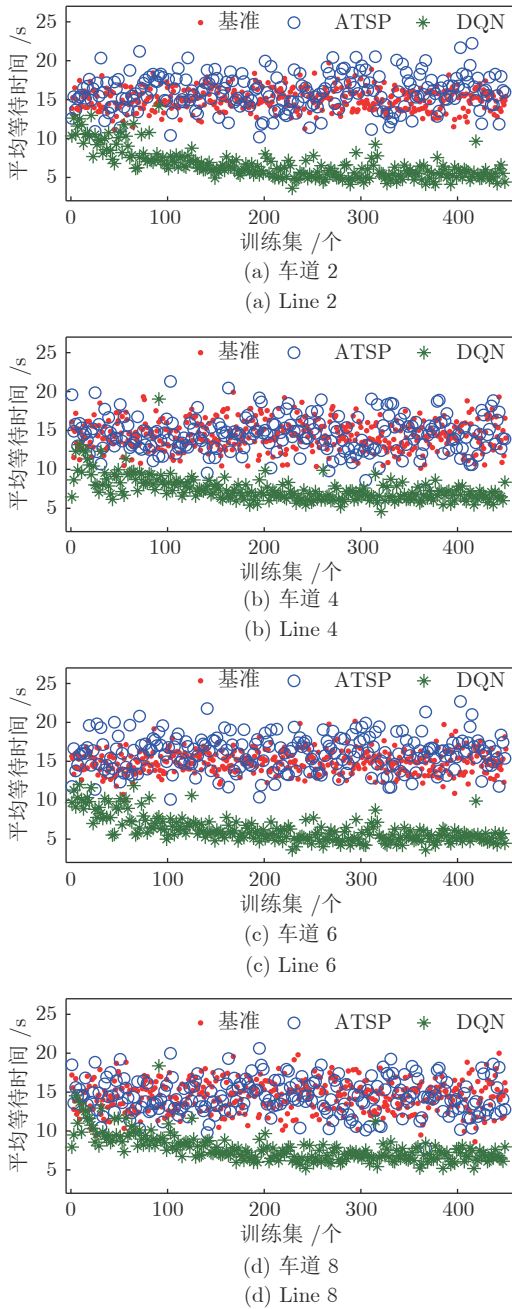 25
基准 ATSP DQN
20
15
10
5
平均等待时间 /s
0 100 200 300 400
训练集 /个
(a) 车道 2
(a) Line 2
25
基准 ATSP DQN
20
15
10
5
平均等待时间 /s
0 100 200 300 400
训练集 /个
(b) 车道 4
(b) Line 4
25
基准 ATSP DQN
20
15
10
5
平均等待时间 /s
0 100 200 300 400
训练集 /个
(c) 车道 6
(c) Line 6
25
基准 ATSP DQN
20
15
10
5
平均等待时间 /s
0 100 200 300 400
训练集 /个
(d) 车道 8
(d) Line 8